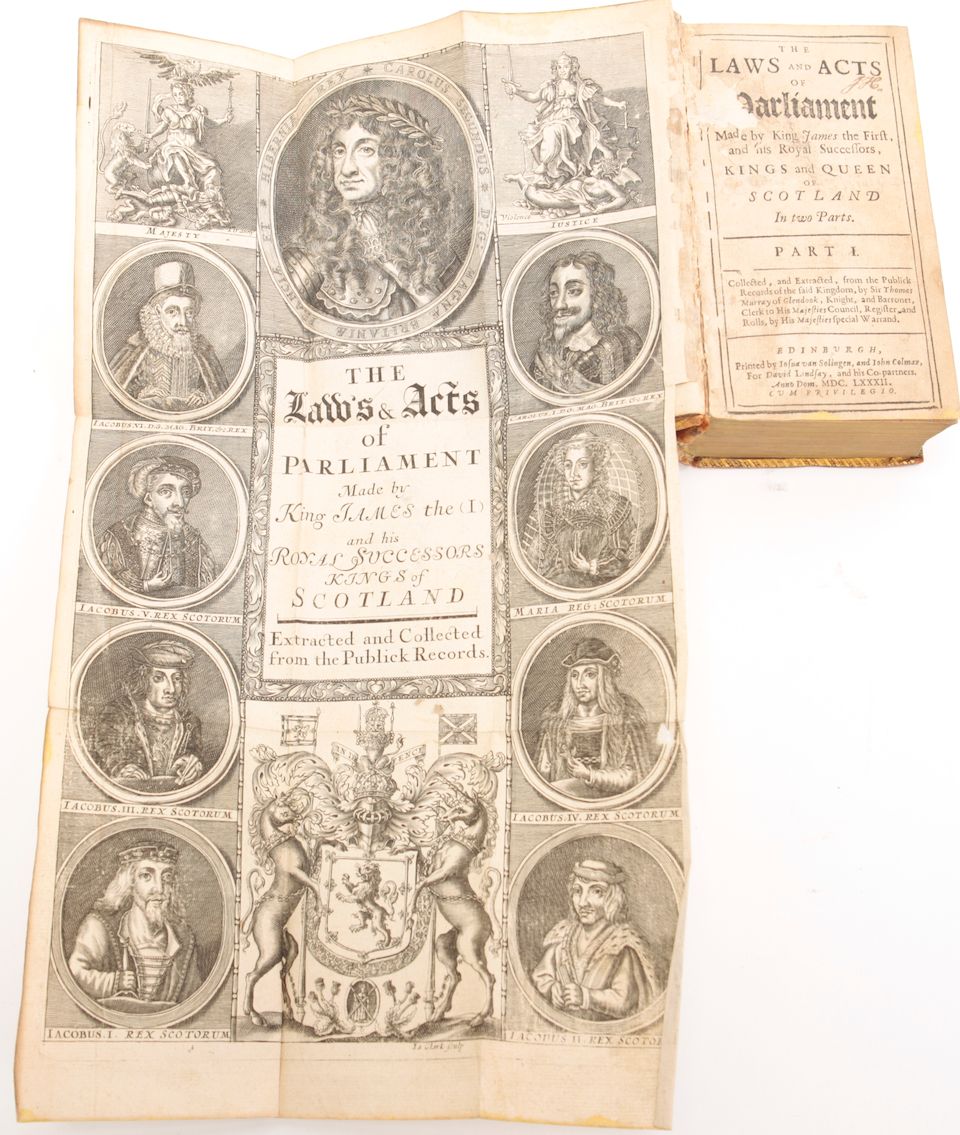 CAROLUS SECUNDUS D: G: MAGNÆ BRITANIÆ FRANCIÆ ET HIBERNIÆ REX
MAJESTY
Violence
IUSTICE
IACOBUS.VI. D.G. MAG. BRIT. &c REX
CAROLUS. I. D.G. MAG. BRIT. &c REX
THE
Laws & Acts
of
PARLIAMENT
Made by
King JAMES the (I)
and his
ROYAL SUCCESSORS
KINGS of
SCOTLAND
Extracted and Collected
from the Publick Records.
IACOBUS. V. REX SCOTORUM
MARIA REG: SCOTORUM
IACOBUS. III. REX SCOTORUM
IACOBUS. IV. REX SCOTORUM
IN DEFENCE
IACOBUS. I. REX SCOTORUM
IACOBUS II. REX SCOTO
Io Clerk sculp
THE
LAWS AND ACTS
OF
Parliament
Made by King James the First,
and his Royal Successors,
KINGS and QUEEN
OF
SCOTLAND
In two Parts.
PART I.
Collected, and Extracted, from the Publick
Records of the said Kingdom, by Sir Thomas
Murray of Glendook, Knight, and Barronet,
Clerk to His Majesties Council, Register and
Rolls, by His Majesties special Warrand.
EDINBURGH,
Printed by Josua van Solingen, and John Colmar,
For David Lindsay, and his Co-partners.
Anno Dom. MDC. LXXXII.
CUM PRIVILEGIO.